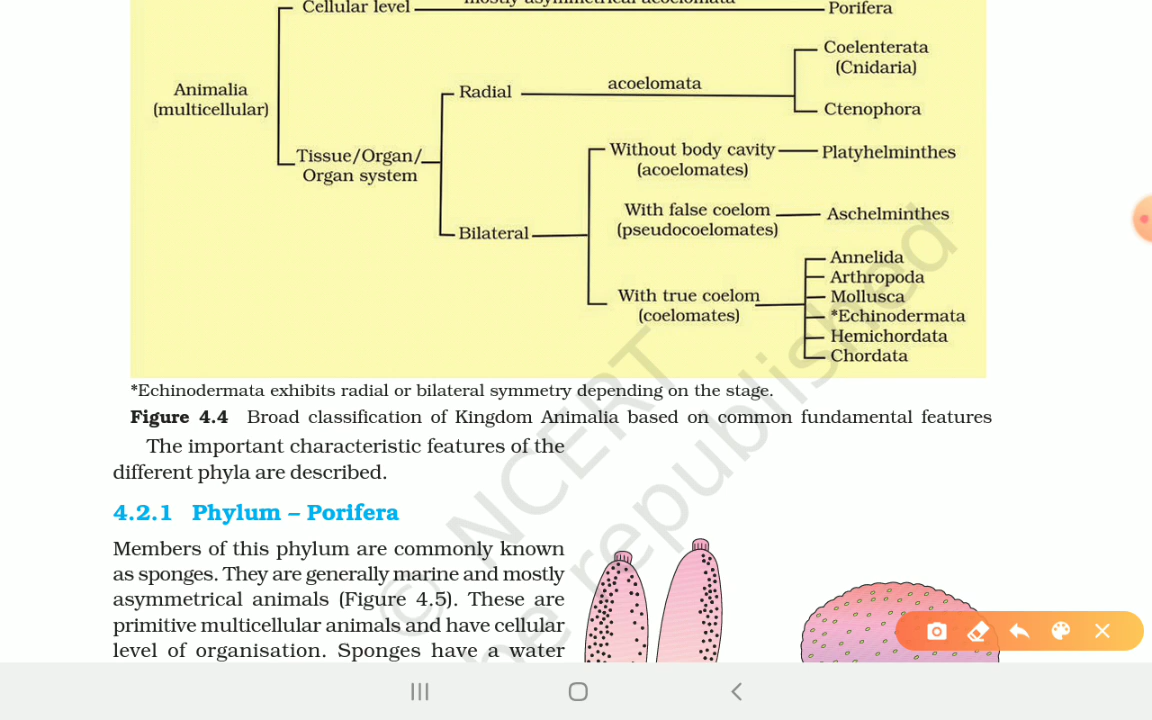 Cellular level
mostly asymmetrical acoelomata
Porifera
Coelenterata
(Cnidaria)
Animalia
(multicellular)
Radial
acoelomata
Ctenophora
Tissue/Organ/
Organ system
Without body cavity
(acoelomates)
Platyhelminthes
With false coelom
(pseudocoelomates)
Aschelminthes
Bilateral
With true coelom
(coelomates)
Annelida
Arthropoda
Mollusca
*Echinodermata
Hemichordata
Chordata
*Echinodermata exhibits radial or bilateral symmetry depending on the stage.
Figure 4.4 Broad classification of Kingdom Animalia based on common fundamental features
The important characteristic features of the
different phyla are described.
4.2.1 Phylum – Porifera
Members of this phylum are commonly known
as sponges. They are generally marine and mostly
asymmetrical animals (Figure 4.5). These are
primitive multicellular animals and have cellular
level of organisation. Sponges have a water
© NCERT
be republished